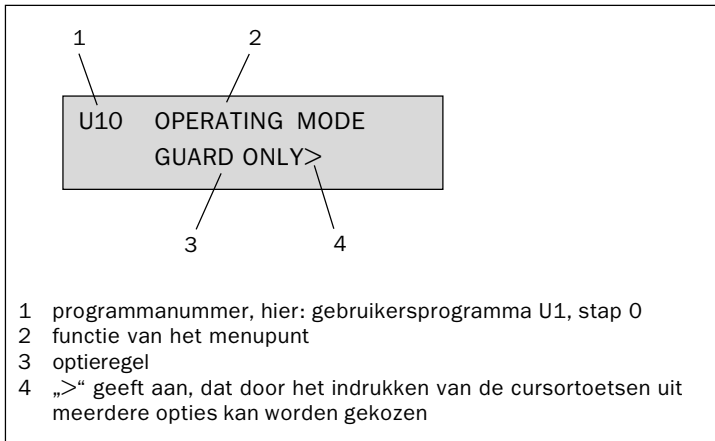 1 2
U10 OPERATING MODE
GUARD ONLY>
3 4
1 programmanummer, hier: gebruikersprogramma U1, stap 0
2 functie van het menupunt
3 optieregel
4 „>“ geeft aan, dat door het indrukken van de cursortoetsen uit
meerdere opties kan worden gekozen